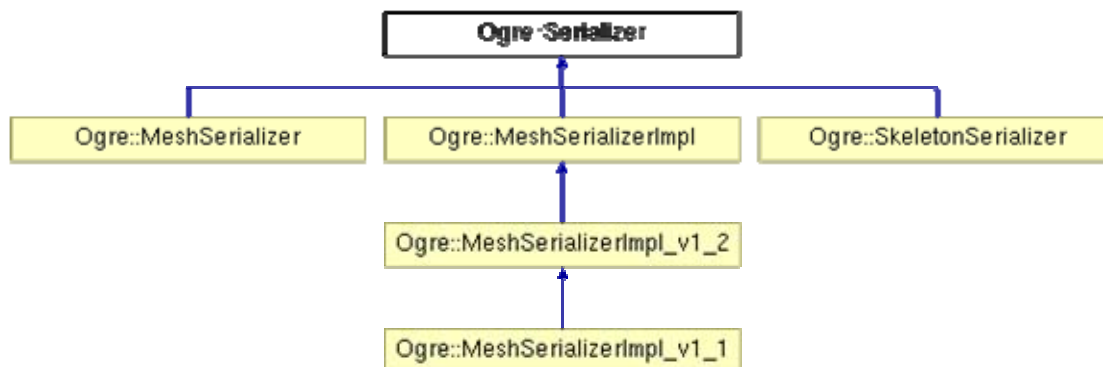 Ogre::Serializer
Ogre::MeshSerializer
Ogre::MeshSerializerImpl
Ogre::SkeletonSerializer
Ogre::MeshSerializerImpl_v1_2
Ogre::MeshSerializerImpl_v1_1